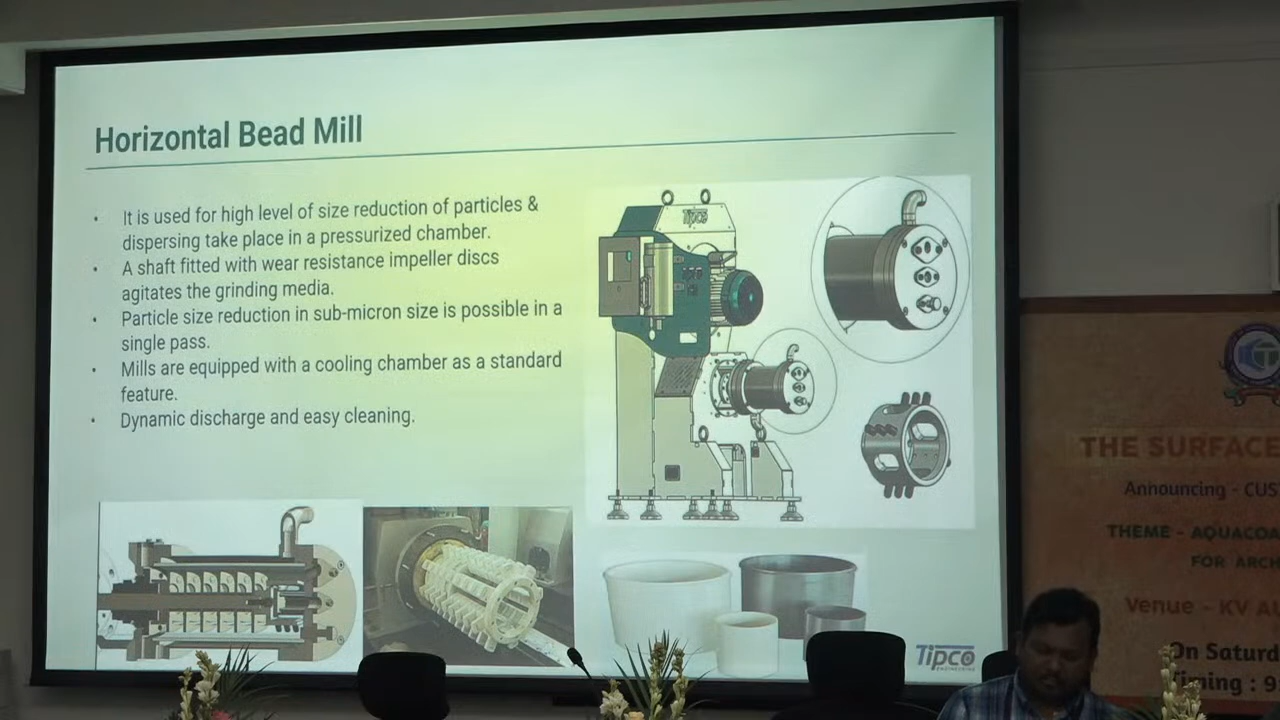 Horizontal Bead Mill
• It is used for high level of size reduction of particles &
dispersing take place in a pressurized chamber.
• A shaft fitted with wear resistance impeller discs
agitates the grinding media.
• Particle size reduction in sub-micron size is possible in a
single pass.
• Mills are equipped with a cooling chamber as a standard
feature.
• Dynamic discharge and easy cleaning.
Tipco
Tipco
ENGINEERING
THE SURFACE
Announcing - CUS
THEME - AQUACOA
FOR ARCH
Venue - KV A
On Saturd
Timing : 9